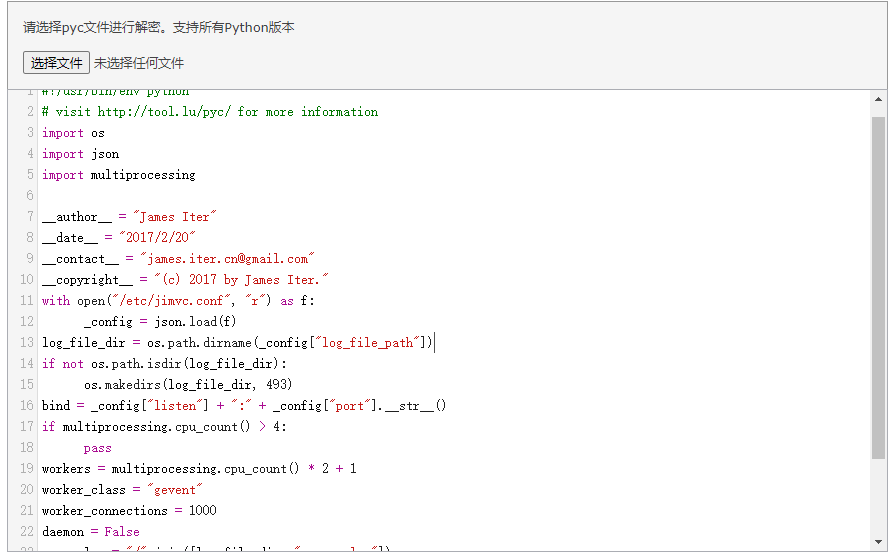 请选择pyc文件进行解密。支持所有Python版本
选择文件 未选择任何文件
1 #!/usr/bin/env python
2 # visit http://tool.lu/pyc/ for more information
3 import os
4 import json
5 import multiprocessing
6
7 __author__ = "James Iter"
8 __date__ = "2017/2/20"
9 __contact__ = "james.iter.cn@gmail.com"
10 __copyright__ = "(c) 2017 by James Iter."
11 with open("/etc/jimvc.conf", "r") as f:
12 _config = json.load(f)
13 log_file_dir = os.path.dirname(_config["log_file_path"])
14 if not os.path.isdir(log_file_dir):
15 os.makedirs(log_file_dir, 493)
16 bind = _config["listen"] + ":" + _config["port"].__str__()
17 if multiprocessing.cpu_count() > 4:
18 pass
19 workers = multiprocessing.cpu_count() * 2 + 1
20 worker_class = "gevent"
21 worker_connections = 1000
22 daemon = False